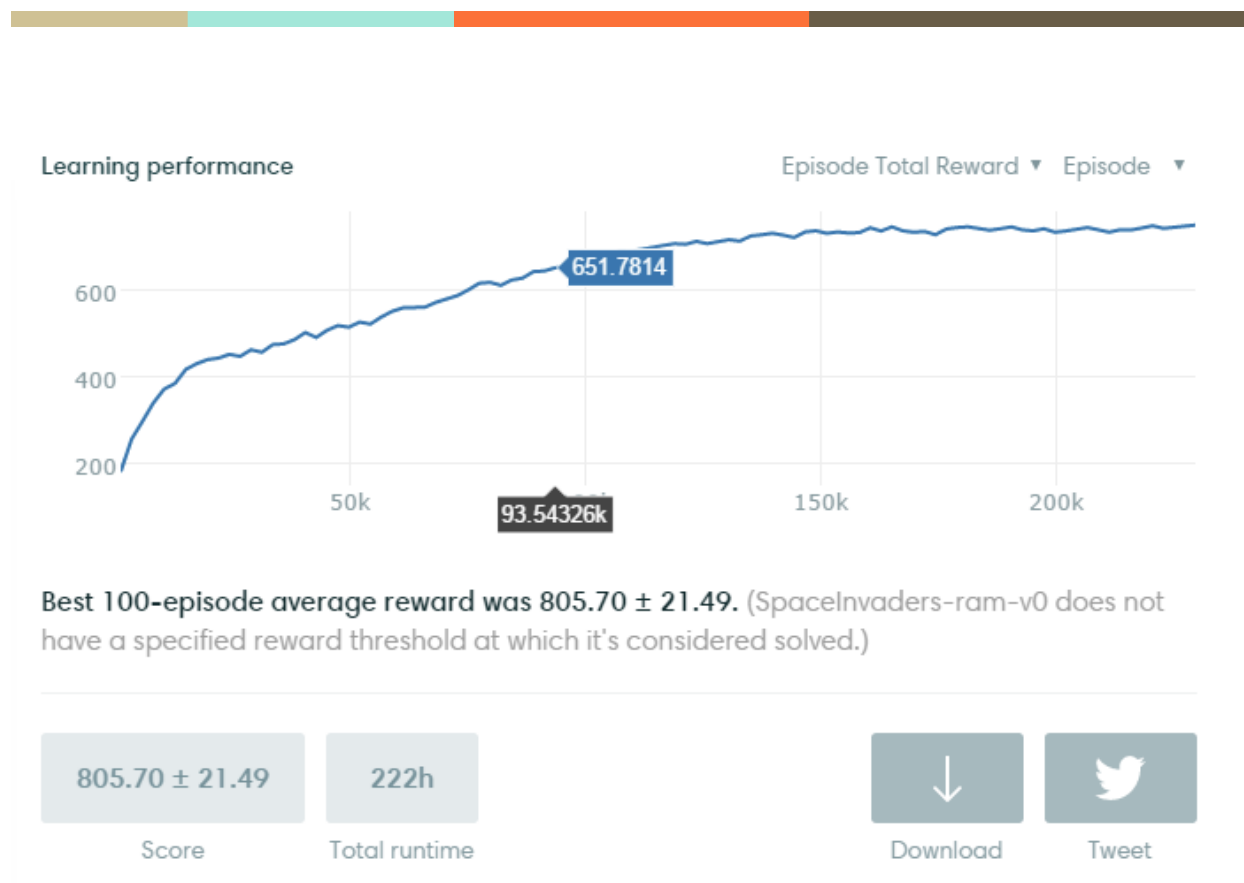 Learning performance
Episode Total Reward ▼ Episode ▼
651.7814
600
400
200
50k
150k
200k
93.54326k
Best 100-episode average reward was 805.70 ± 21.49. (SpaceInvaders-ram-v0 does not
have a specified reward threshold at which it's considered solved.)
805.70 ± 21.49
222h
Score
Total runtime
Download
Tweet